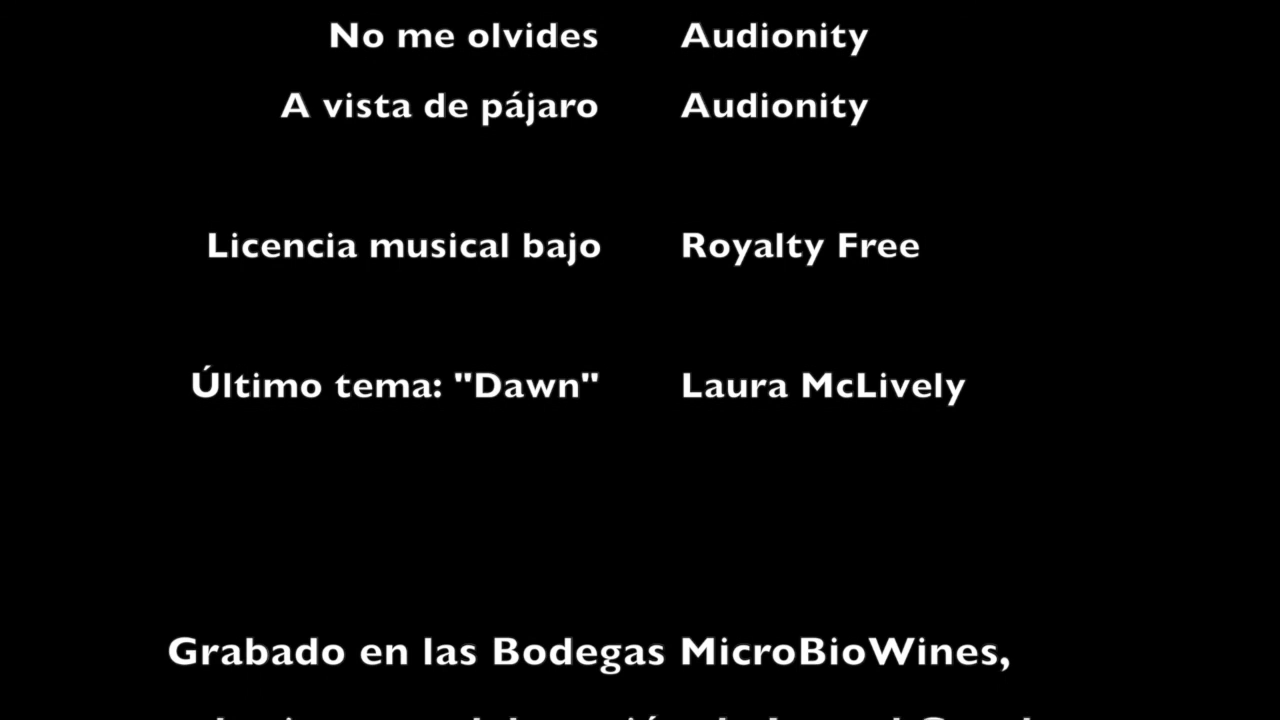 No me olvides Audionity
A vista de pájaro Audionity
Licencia musical bajo Royalty Free
Último tema: "Dawn" Laura McLively
Grabado en las Bodegas MicroBioWines,